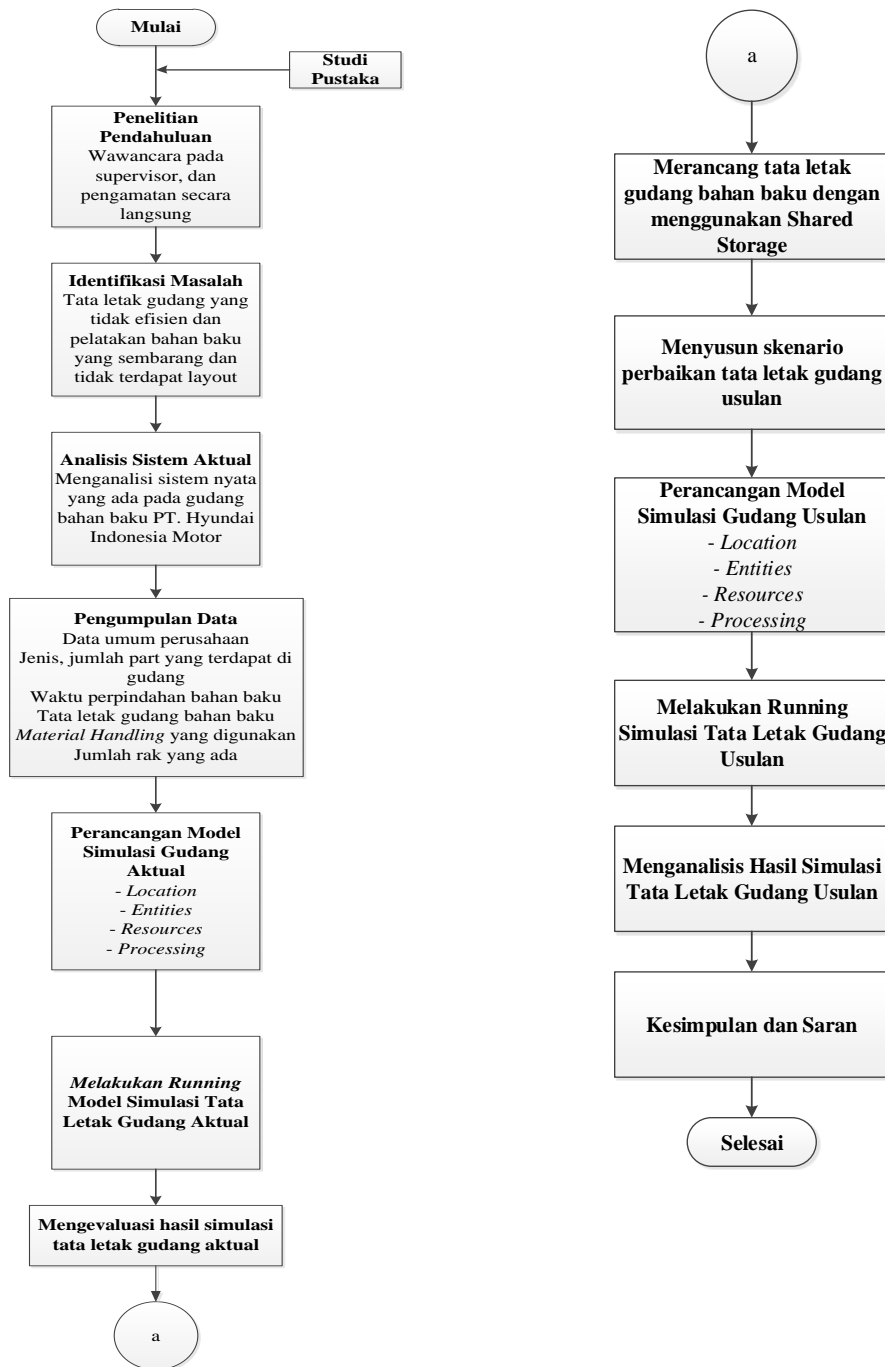 Mulai
Studi
Pustaka
Penelitian
Pendahuluan
Wawancara pada
supervisor, dan
pengamatan secara
langsung
Identifikasi Masalah
Tata letak gudang yang
tidak efisien dan
pelatakan bahan baku
yang sembarang dan
tidak terdapat layout
Analisis Sistem Aktual
Menganalisi sistem nyata
yang ada pada gudang
bahan baku PT. Hyundai
Indonesia Motor
Pengumpulan Data
Data umum perusahaan
Jenis, jumlah part yang terdapat di
gudang
Waktu perpindahan bahan baku
Tata letak gudang bahan baku
Material Handling yang digunakan
Jumlah rak yang ada
Perancangan Model
Simulasi Gudang
Aktual
- Location
- Entities
- Resources
- Processing
Melakukan Running
Model Simulasi Tata
Letak Gudang Aktual
Mengevaluasi hasil simulasi
tata letak gudang aktual
a
a
Merancang tata letak
gudang bahan baku dengan
menggunakan Shared
Storage
Menyusun skenario
perbaikan tata letak gudang
usulan
Perancangan Model
Simulasi Gudang Usulan
- Location
- Entities
- Resources
- Processing
Melakukan Running
Simulasi Tata Letak Gudang
Usulan
Menganalisis Hasil Simulasi
Tata Letak Gudang Usulan
Kesimpulan dan Saran
Selesai